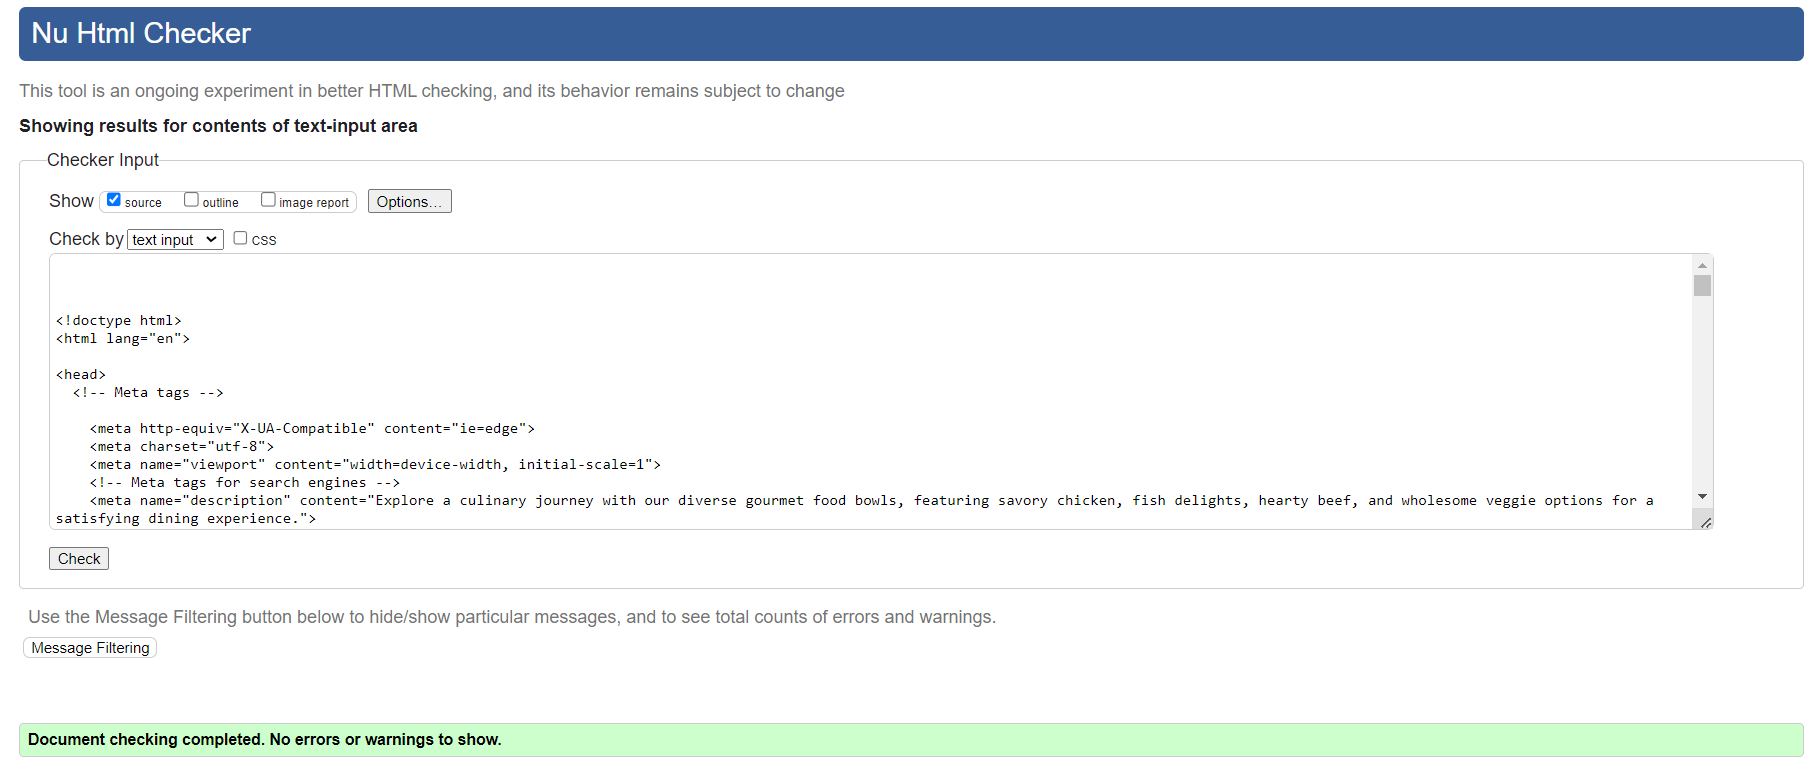 Nu Html Checker
This tool is an ongoing experiment in better HTML checking, and its behavior remains subject to change
Showing results for contents of text-input area
Checker Input
Show source outline image report Options...
Check by text input css
<!doctype html>
<html lang="en">
<head>
<!-- Meta tags -->
<meta http-equiv="X-UA-Compatible" content="ie=edge">
<meta charset="utf-8">
<meta name="viewport" content="width=device-width, initial-scale=1">
<!-- Meta tags for search engines -->
<meta name="description" content="Explore a culinary journey with our diverse gourmet food bowls, featuring savory chicken, fish delights, hearty beef, and wholesome veggie options for a
satisfying dining experience.">
Check
Use the Message Filtering button below to hide/show particular messages, and to see total counts of errors and warnings.
Message Filtering
Document checking completed. No errors or warnings to show.